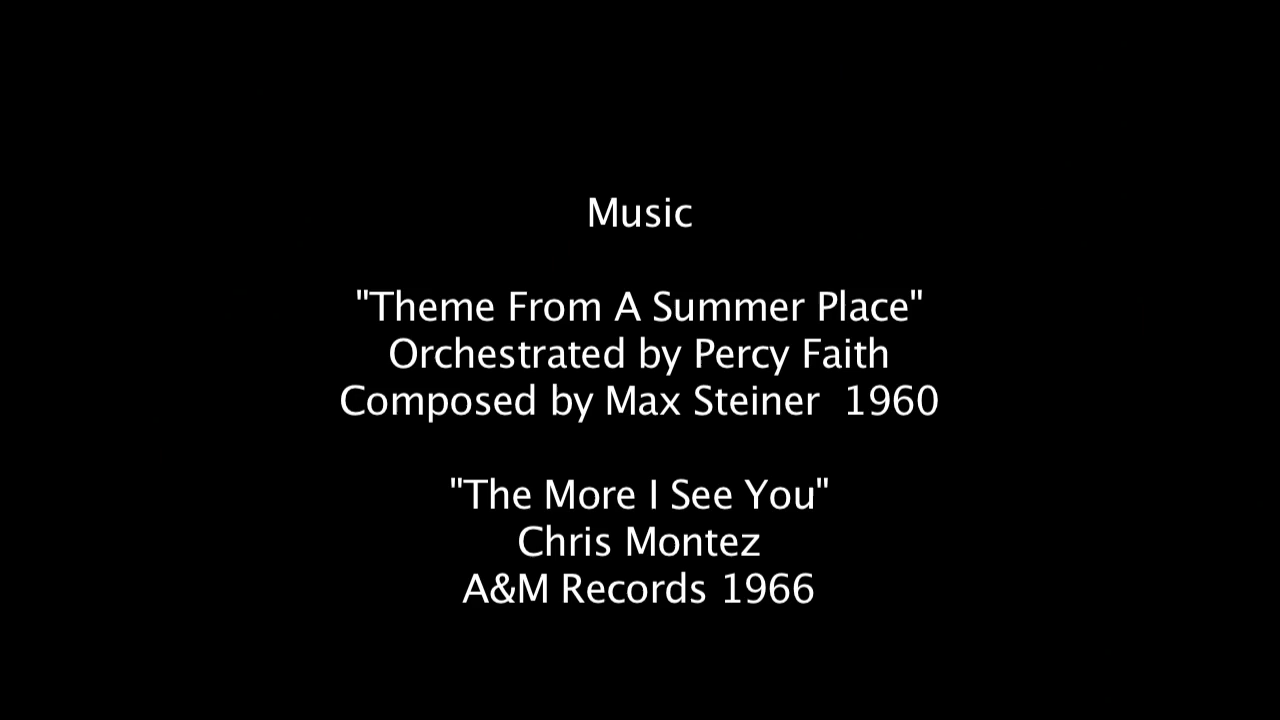 Music
"Theme From A Summer Place"
Orchestrated by Percy Faith
Composed by Max Steiner  1960
"The More I See You"
Chris Montez
A&M Records 1966